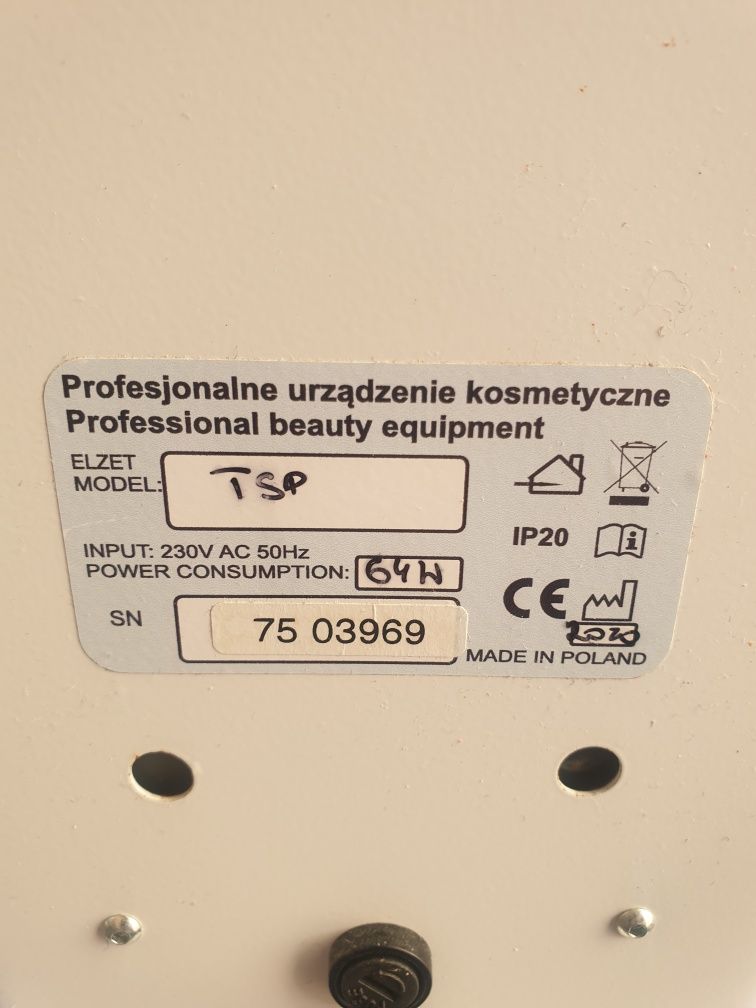 Profesjonalne urządzenie kosmetyczne
Professional beauty equipment
ELZET
MODEL: TSP
IP20
INPUT: 230V AC 50Hz
POWER CONSUMPTION: 64W
CE
SN 75 03969
2020
MADE IN POLAND